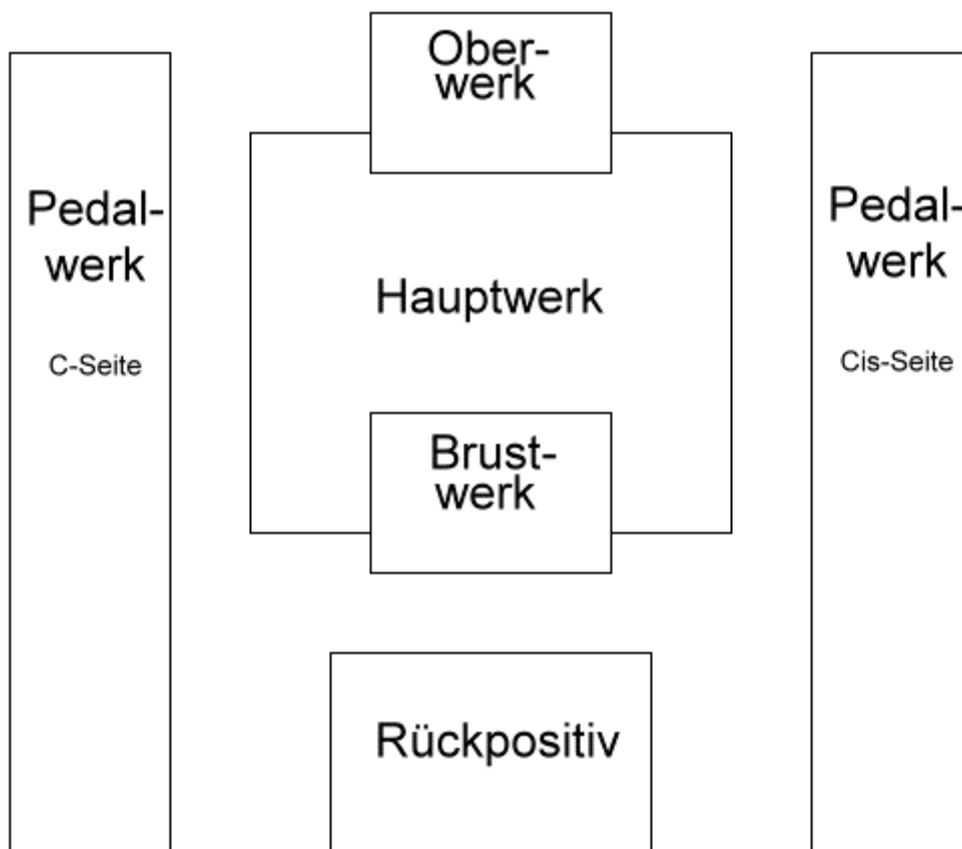 Ober-
werk
Pedal-
werk
C-Seite
Hauptwerk
Pedal-
werk
Cis-Seite
Brust-
werk
Rückpositiv